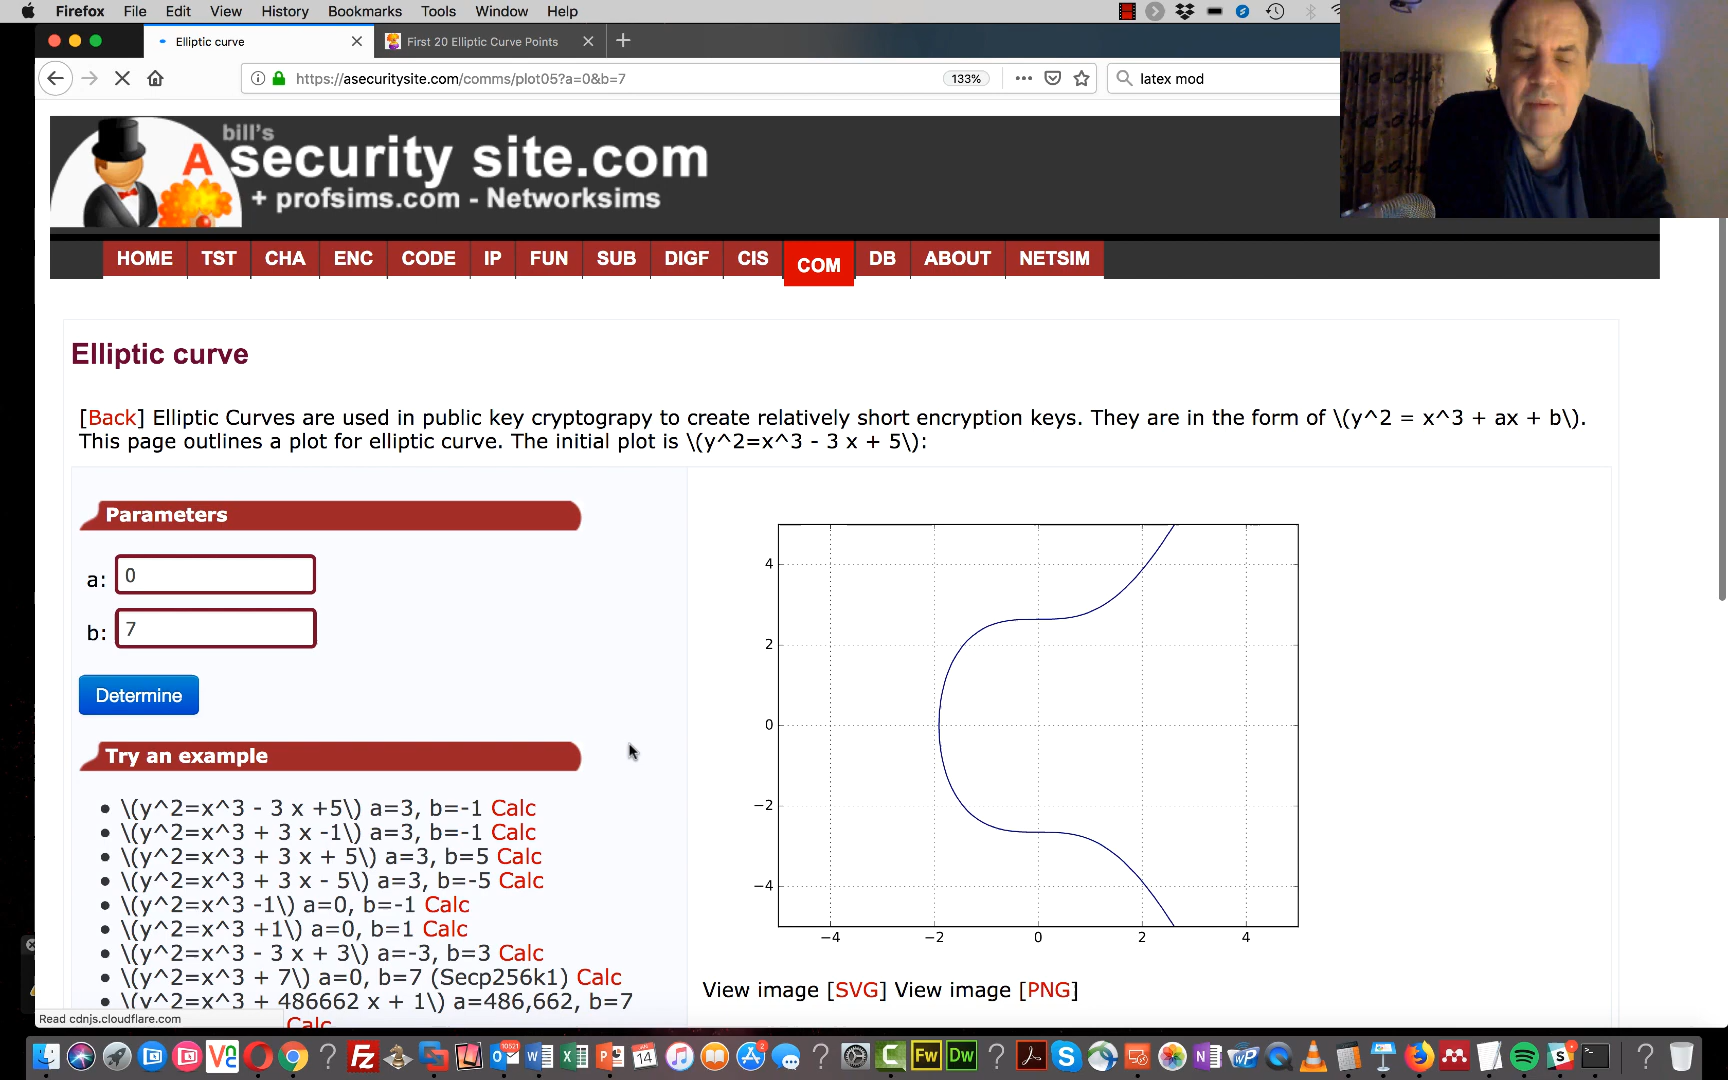 Firefox File Edit View History Bookmarks Tools Window Help
Elliptic curve
First 20 Elliptic Curve Points
https://asecuritysite.com/comms/plot05?a=0&b=7
133%
latex mod
bill's
A security site.com
+ profsims.com - Networksims
HOME TST CHA ENC CODE IP FUN SUB DIGF CIS COM DB ABOUT NETSIM
Elliptic curve
[Back] Elliptic Curves are used in public key cryptograpy to create relatively short encryption keys. They are in the form of \(y^2 = x^3 + ax + b\).
This page outlines a plot for elliptic curve. The initial plot is \(y^2=x^3 - 3 x + 5\):
Parameters
a: 0
b: 7
Determine
Try an example
\(y^2=x^3 - 3 x +5\) a=3, b=-1 Calc
\(y^2=x^3 + 3 x -1\) a=3, b=-1 Calc
\(y^2=x^3 + 3 x + 5\) a=3, b=5 Calc
\(y^2=x^3 + 3 x - 5\) a=3, b=-5 Calc
\(y^2=x^3 -1\) a=0, b=-1 Calc
\(y^2=x^3 +1\) a=0, b=1 Calc
\(y^2=x^3 - 3 x + 3\) a=-3, b=3 Calc
\(y^2=x^3 + 7\) a=0, b=7 (Secp256k1) Calc
\(y^2=x^3 + 486662 x + 1\) a=486,662, b=7
Calc
4
2
0
−2
−4
−4 −2 0 2 4
View image [SVG] View image [PNG]
Read cdnjs.cloudflare.com